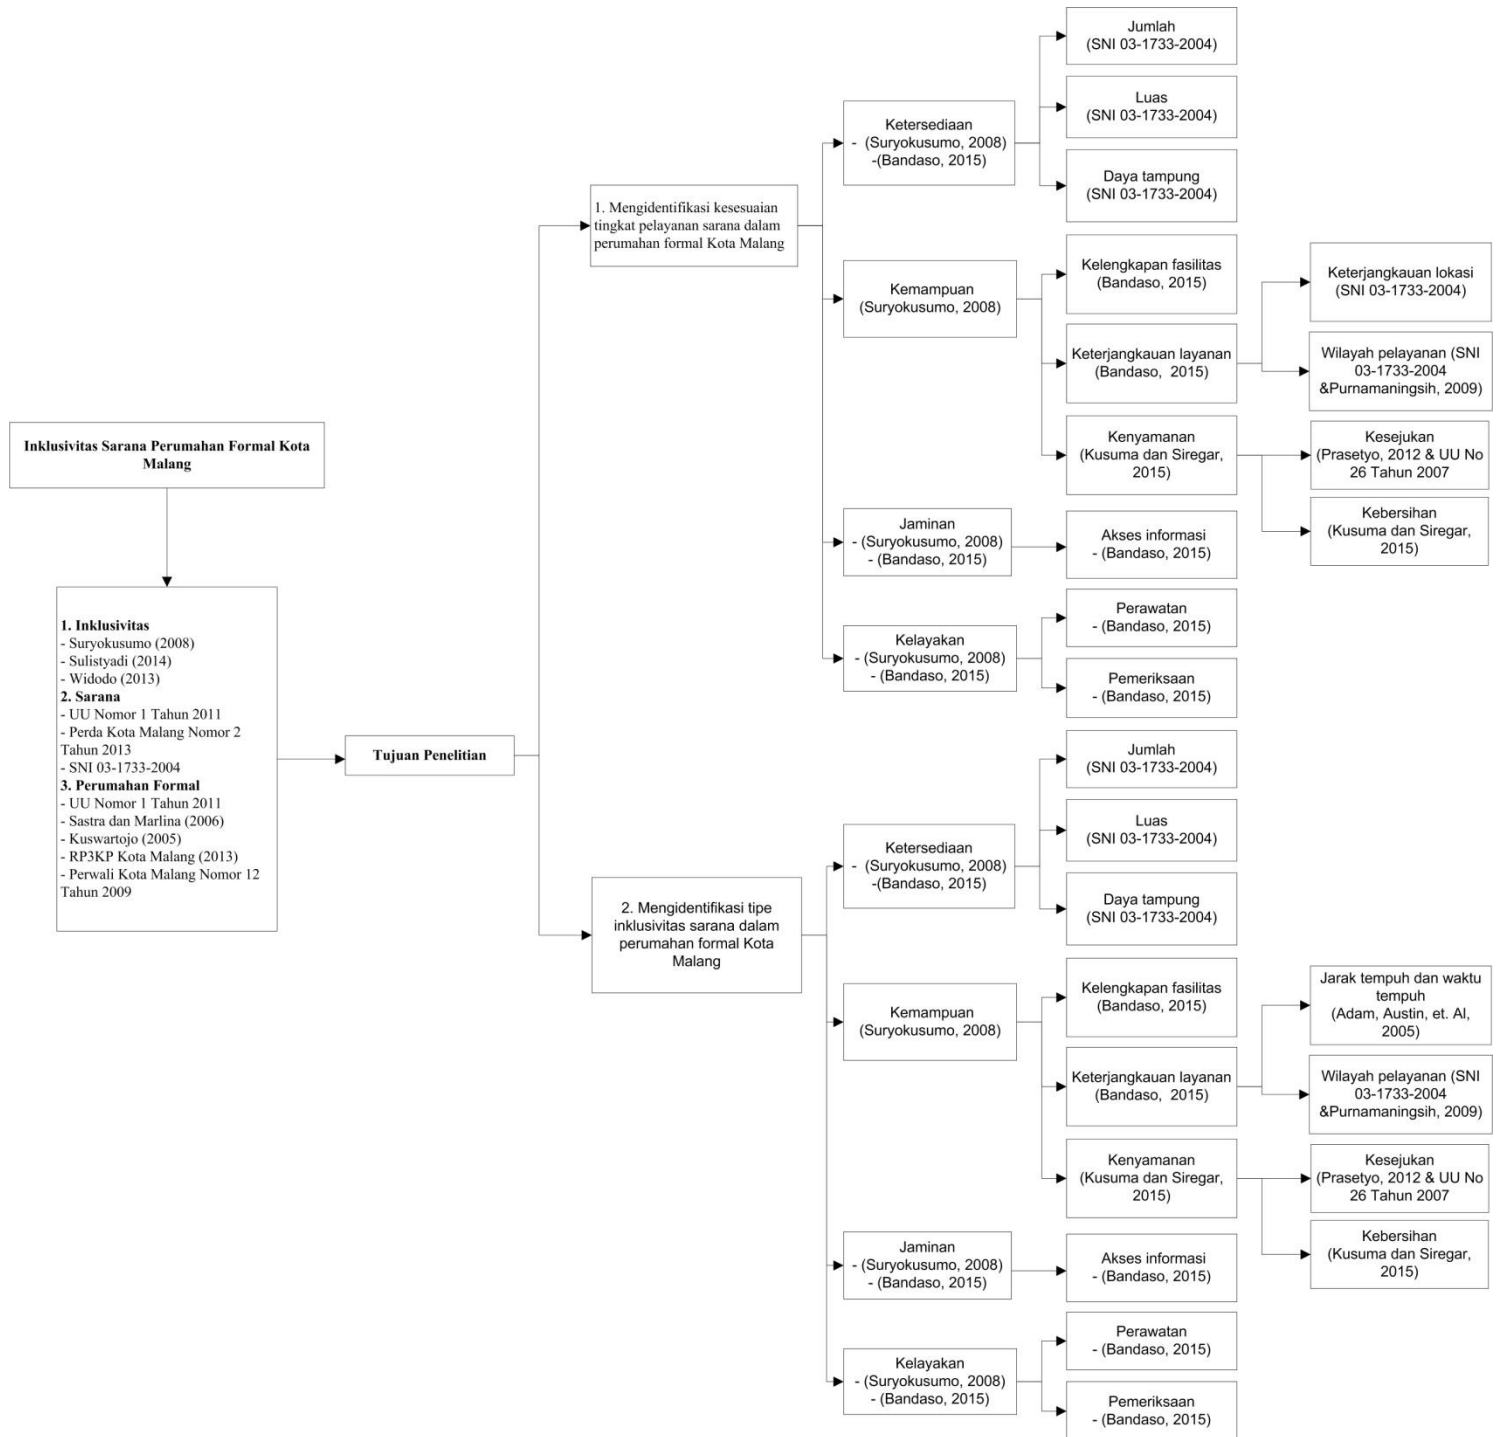 Inklusivitas Sarana Perumahan Formal Kota
Malang
1. Inklusivitas
- Suryokusumo (2008)
- Sulistyadi (2014)
- Widodo (2013)
2. Sarana
- UU Nomor 1 Tahun 2011
- Perda Kota Malang Nomor 2
Tahun 2013
- SNI 03-1733-2004
3. Perumahan Formal
- UU Nomor 1 Tahun 2011
- Sastra dan Marlina (2006)
- Kuswartojo (2005)
- RP3KP Kota Malang (2013)
- Perwali Kota Malang Nomor 12
Tahun 2009
Tujuan Penelitian
1. Mengidentifikasi kesesuaian
tingkat pelayanan sarana dalam
perumahan formal Kota Malang
Ketersediaan
- (Suryokusumo, 2008)
-(Bandaso, 2015)
Jumlah
(SNI 03-1733-2004)
Luas
(SNI 03-1733-2004)
Daya tampung
(SNI 03-1733-2004)
Kemampuan
(Suryokusumo, 2008)
Kelengkapan fasilitas
(Bandaso, 2015)
Keterjangkauan layanan
(Bandaso, 2015)
Keterjangkauan lokasi
(SNI 03-1733-2004)
Wilayah pelayanan (SNI
03-1733-2004
&Purnamaningsih, 2009)
Kenyamanan
(Kusuma dan Siregar,
2015)
Kesejukan
(Prasetyo, 2012 & UU No
26 Tahun 2007
Kebersihan
(Kusuma dan Siregar,
2015)
Jaminan
- (Suryokusumo, 2008)
- (Bandaso, 2015)
Akses informasi
- (Bandaso, 2015)
Kelayakan
- (Suryokusumo, 2008)
- (Bandaso, 2015)
Perawatan
- (Bandaso, 2015)
Pemeriksaan
- (Bandaso, 2015)
2. Mengidentifikasi tipe
inklusivitas sarana dalam
perumahan formal Kota
Malang
Ketersediaan
- (Suryokusumo, 2008)
-(Bandaso, 2015)
Jumlah
(SNI 03-1733-2004)
Luas
(SNI 03-1733-2004)
Daya tampung
(SNI 03-1733-2004)
Kemampuan
(Suryokusumo, 2008)
Kelengkapan fasilitas
(Bandaso, 2015)
Keterjangkauan layanan
(Bandaso, 2015)
Jarak tempuh dan waktu
tempuh
(Adam, Austin, et. Al,
2005)
Wilayah pelayanan (SNI
03-1733-2004
&Purnamaningsih, 2009)
Kenyamanan
(Kusuma dan Siregar,
2015)
Kesejukan
(Prasetyo, 2012 & UU No
26 Tahun 2007
Kebersihan
(Kusuma dan Siregar,
2015)
Jaminan
- (Suryokusumo, 2008)
- (Bandaso, 2015)
Akses informasi
- (Bandaso, 2015)
Kelayakan
- (Suryokusumo, 2008)
- (Bandaso, 2015)
Perawatan
- (Bandaso, 2015)
Pemeriksaan
- (Bandaso, 2015)